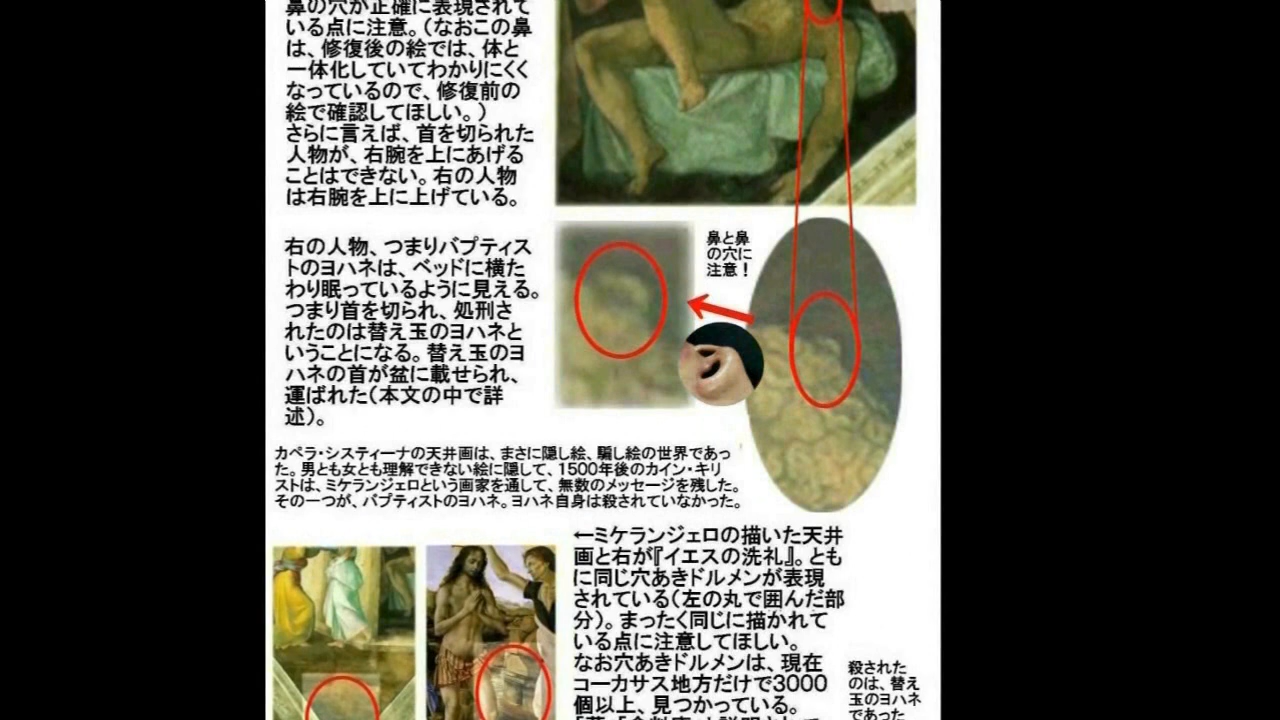 鼻の穴が正確に表現されて
いる点に注意。（なおこの鼻
は、修復後の絵では、体と
一体化していてわかりにくく
なっているので、修復前の
絵で確認してほしい。）
さらに言えば、首を切られた
人物が、右腕を上にあげる
ことはできない。右の人物
は右腕を上に上げている。
鼻と鼻
の穴に
注意！
右の人物、つまりバプティス
トのヨハネは、ベッドに横た
わり眠っているように見える。
つまり首を切られ、処刑さ
れたのは替え玉のヨハネと
いうことになる。替え玉のヨ
ハネの首が盆に載せられ、
運ばれた（本文の中で詳
述）。
カペラ・システィーナの天井画は、まさに隠し絵、騙し絵の世界であっ
た。男とも女とも理解できない絵に隠して、1500年後のカイン・キリ
ストは、ミケランジェロという画家を通して、無数のメッセージを残した。
その一つが、バプティストのヨハネ。ヨハネ自身は殺されていなかった。
←ミケランジェロの描いた天井
画と右が『イエスの洗礼』。とも
に同じ穴あきドルメンが表現
されている（左の丸で囲んだ部
分）。まったく同じに描かれて
いる点に注意してほしい。
なお穴あきドルメンは、現在
コーカサス地方だけで3000
個以上、見つかっている。
殺された
のは、替え
玉のヨハネ
であった